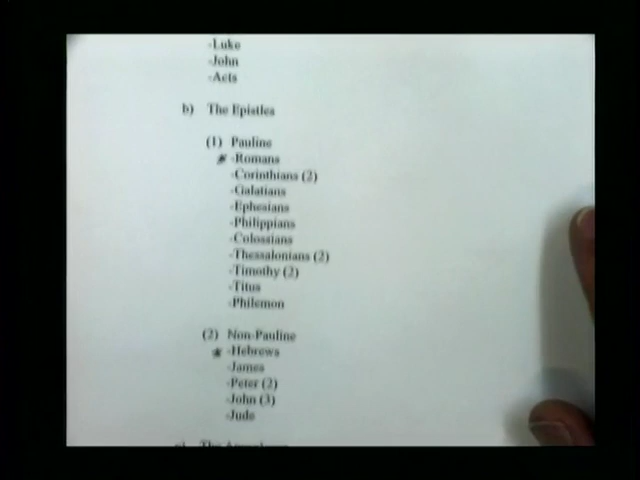 -Luke
-John
-Acts
b) The Epistles
(1) Pauline
* -Romans
-Corinthians (2)
-Galatians
-Ephesians
-Philippians
-Colossians
-Thessalonians (2)
-Timothy (2)
-Titus
-Philemon
(2) Non-Pauline
* -Hebrews
-James
-Peter (2)
-John (3)
-Jude